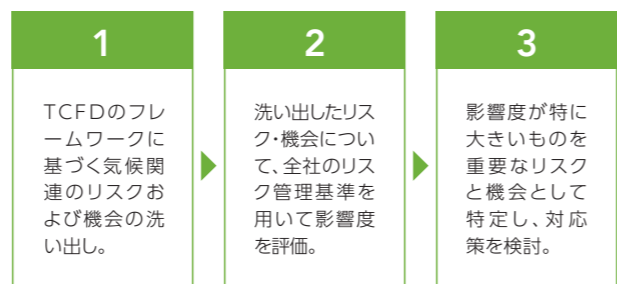 1
TCFDのフレ
ームワークに
基づく気候関
連のリスクお
よび機会の洗
い出し。
2
洗い出したリス
ク・機会につい
て、全社のリス
ク管理基準を
用いて影響度
を評価。
3
影響度が特に
大きいものを
重要なリスク
と機会として
特定し、対応
策を検討。